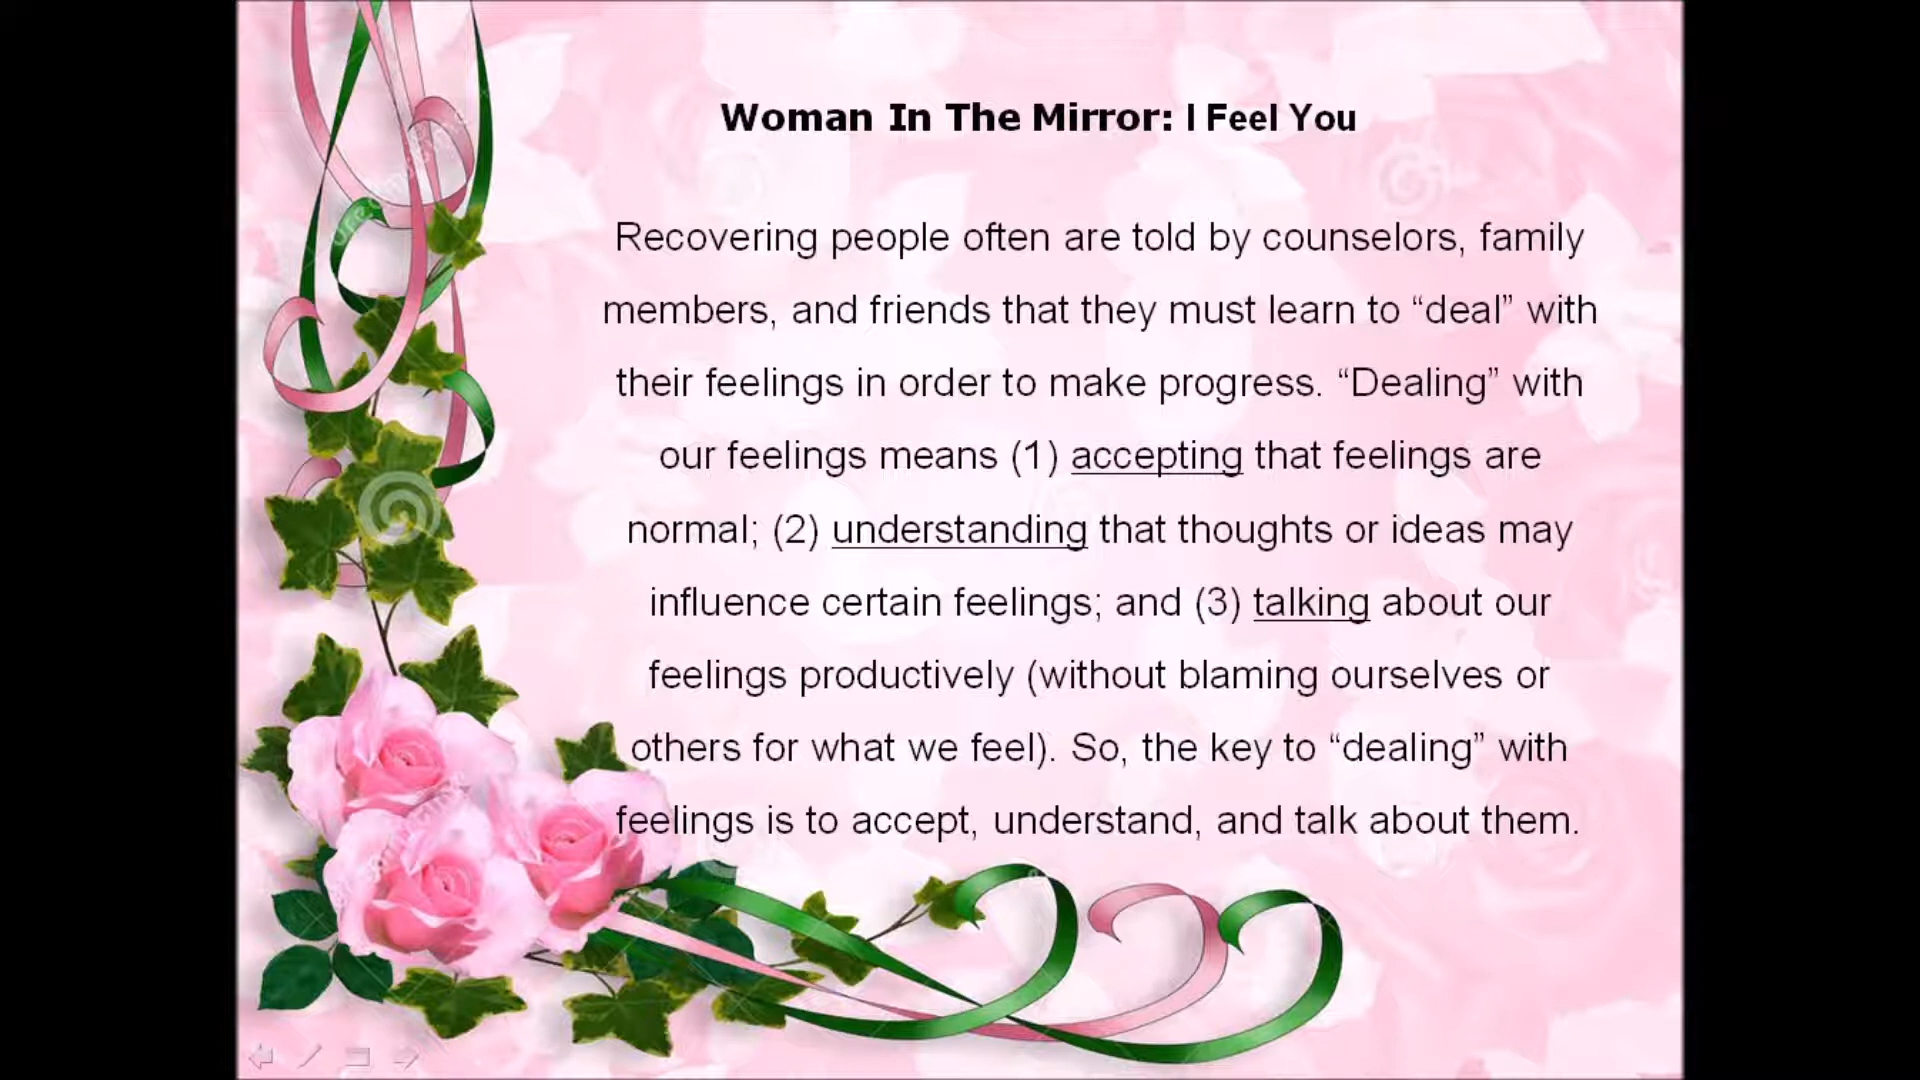 Woman In The Mirror: I Feel You
Recovering people often are told by counselors, family
members, and friends that they must learn to “deal” with
their feelings in order to make progress. “Dealing” with
our feelings means (1) accepting that feelings are
normal; (2) understanding that thoughts or ideas may
influence certain feelings; and (3) talking about our
feelings productively (without blaming ourselves or
others for what we feel). So, the key to “dealing” with
feelings is to accept, understand, and talk about them.